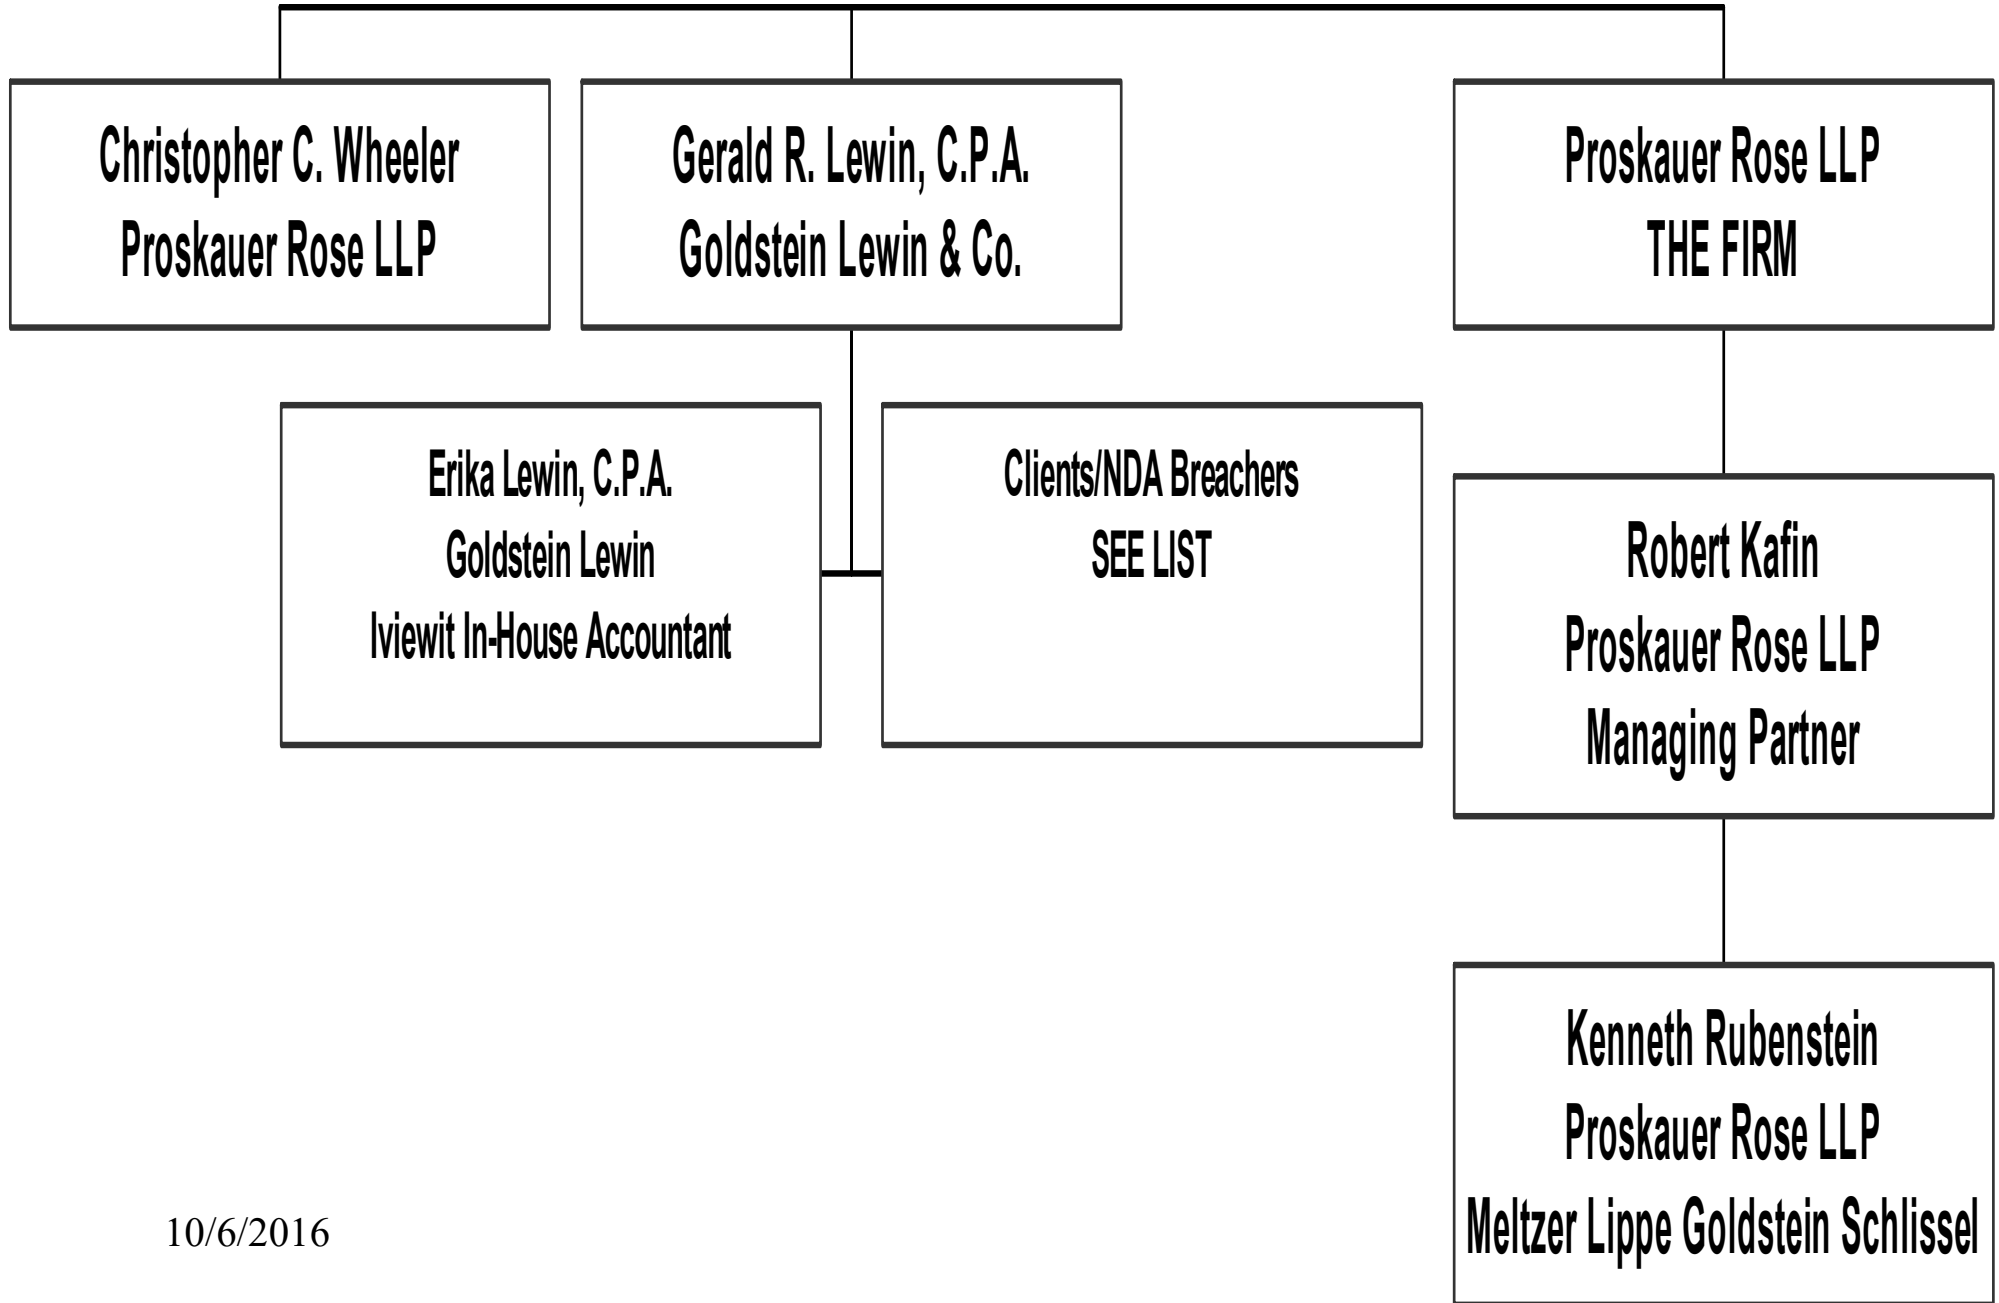 Christopher C. Wheeler
Proskauer Rose LLP
Gerald R. Lewin, C.P.A.
Goldstein Lewin & Co.
Proskauer Rose LLP
THE FIRM
Erika Lewin, C.P.A.
Goldstein Lewin
Iviewit In-House Accountant
Clients/NDA Breachers
SEE LIST
Robert Kafin
Proskauer Rose LLP
Managing Partner
Kenneth Rubenstein
Proskauer Rose LLP
Meltzer Lippe Goldstein Schlissel
10/6/2016